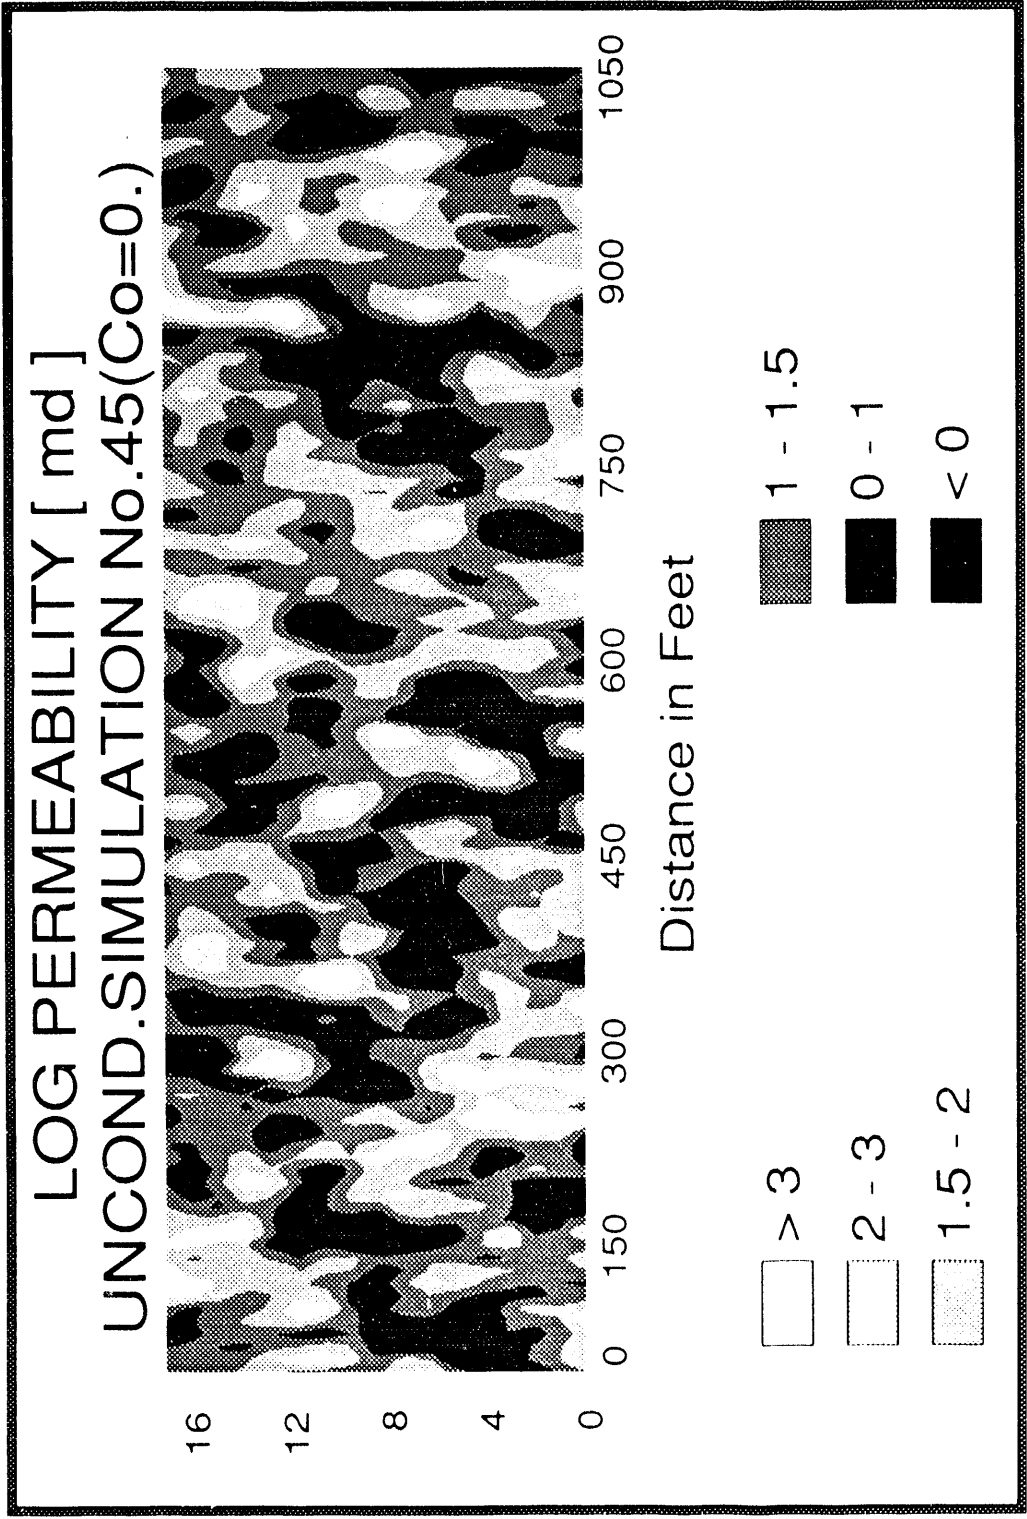 LOG PERMEABILITY [ md ]
UNCOND.SIMULATION No.45(Co=0.)
16
12
8
4
0
0 150 300 450 600 750 900 1050
Distance in Feet
> 3
2 - 3
1.5 - 2
1 - 1.5
0 - 1
< 0